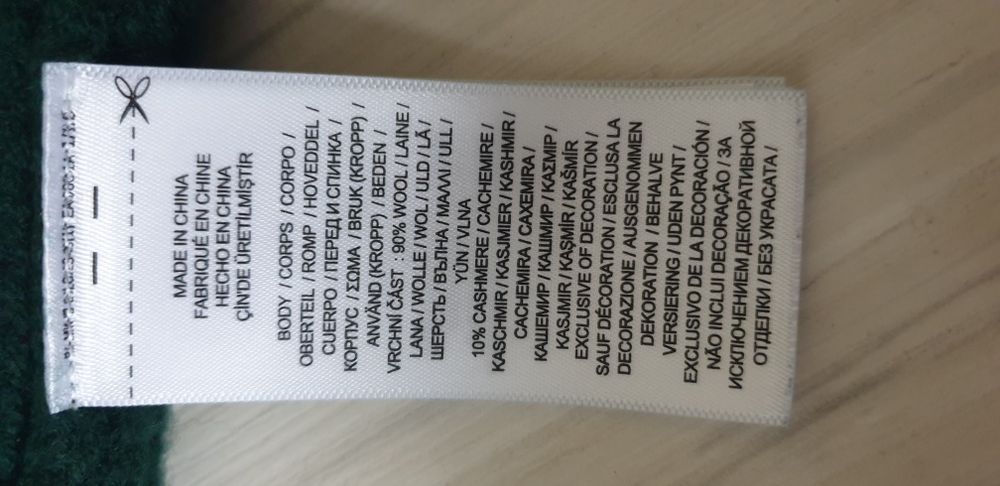 MADE IN CHINA
FABRIQUÉ EN CHINE
HECHO EN CHINA
ÇİN'DE ÜRETİLMİŞTİR
BODY / CORPS / CORPO /
OBERTEIL / ROMP / HOVEDDEL /
CUERPO / ПЕРЕД И СПИНКА /
КОРПУС / ΣΩΜΑ / BRUK (KROPP) /
ANVÄND (KROPP) / BEDEN /
VRCHNÍ ČÁST : 90% WOOL / LAINE /
LANA / WOLLE / WOL / ULD / LÃ /
ШЕРСТЬ / ВЪЛНА / ΜΑΛΛΙ / ULL /
YÜN / VLNA
10% CASHMERE / CACHEMIRE /
KASCHMIR / KASJMIER / KASHMIR /
CACHEMIRA / CAXEMIRA /
КАШЕМИР / КАШМИР / ΚΑΣΜΙΡ /
KASJMIR / KAŞMİR / KAŠMÍR
EXCLUSIVE OF DECORATION /
SAUF DÉCORATION / ESCLUSA LA
DECORAZIONE / AUSGENOMMEN
DEKORATION / BEHALVE
VERSIERING / UDEN PYNT /
EXCLUSIVO DE LA DECORACIÓN /
NÃO INCLUI DECORAÇÃO / ЗА
ИСКЛЮЧЕНИЕМ ДЕКОРАТИВНОЙ
ОТДЕЛКИ / БЕЗ УКРАСАТА /